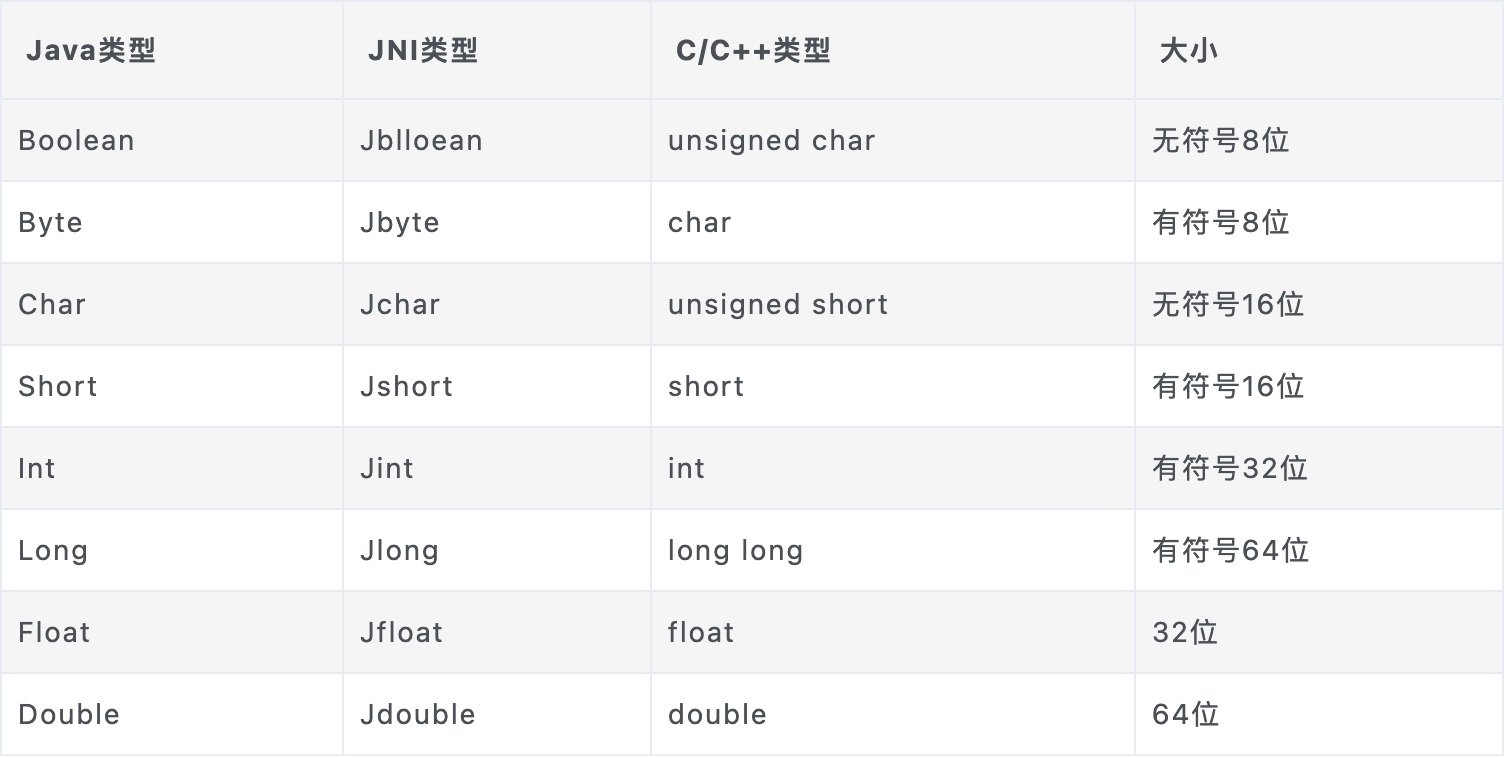 Java类型 JNI类型 C/C++类型 大小
Boolean Jblloean unsigned char 无符号8位
Byte Jbyte char 有符号8位
Char Jchar unsigned short 无符号16位
Short Jshort short 有符号16位
Int Jint int 有符号32位
Long Jlong long long 有符号64位
Float Jfloat float 32位
Double Jdouble double 64位